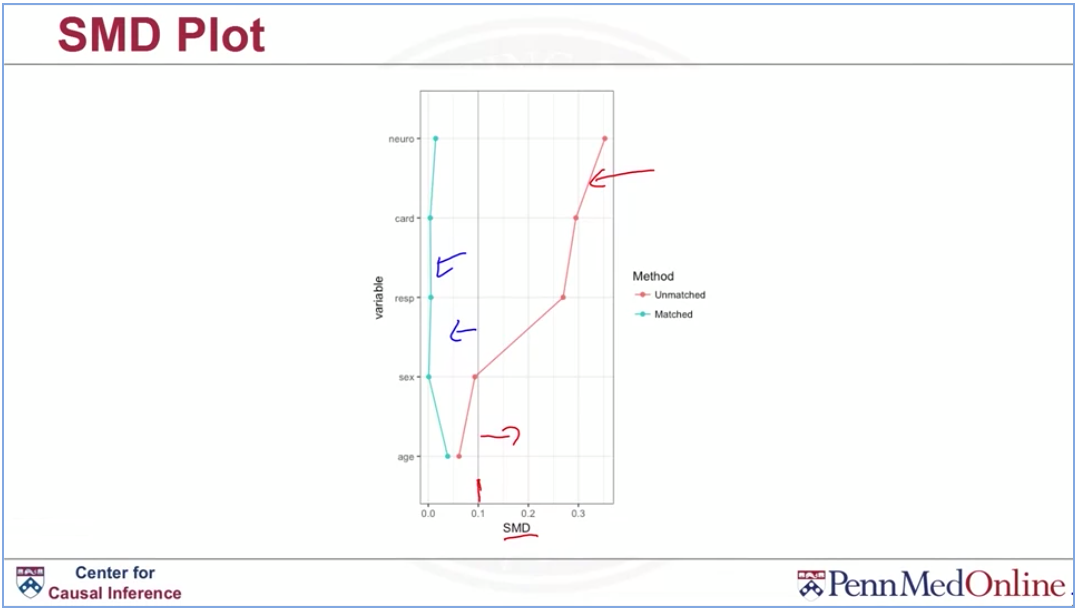 SMD Plot
neuro
card
resp
sex
age
variable
0.0 0.1 0.2 0.3
SMD
Method
Unmatched
Matched
Center for
Causal Inference
PennMedOnline